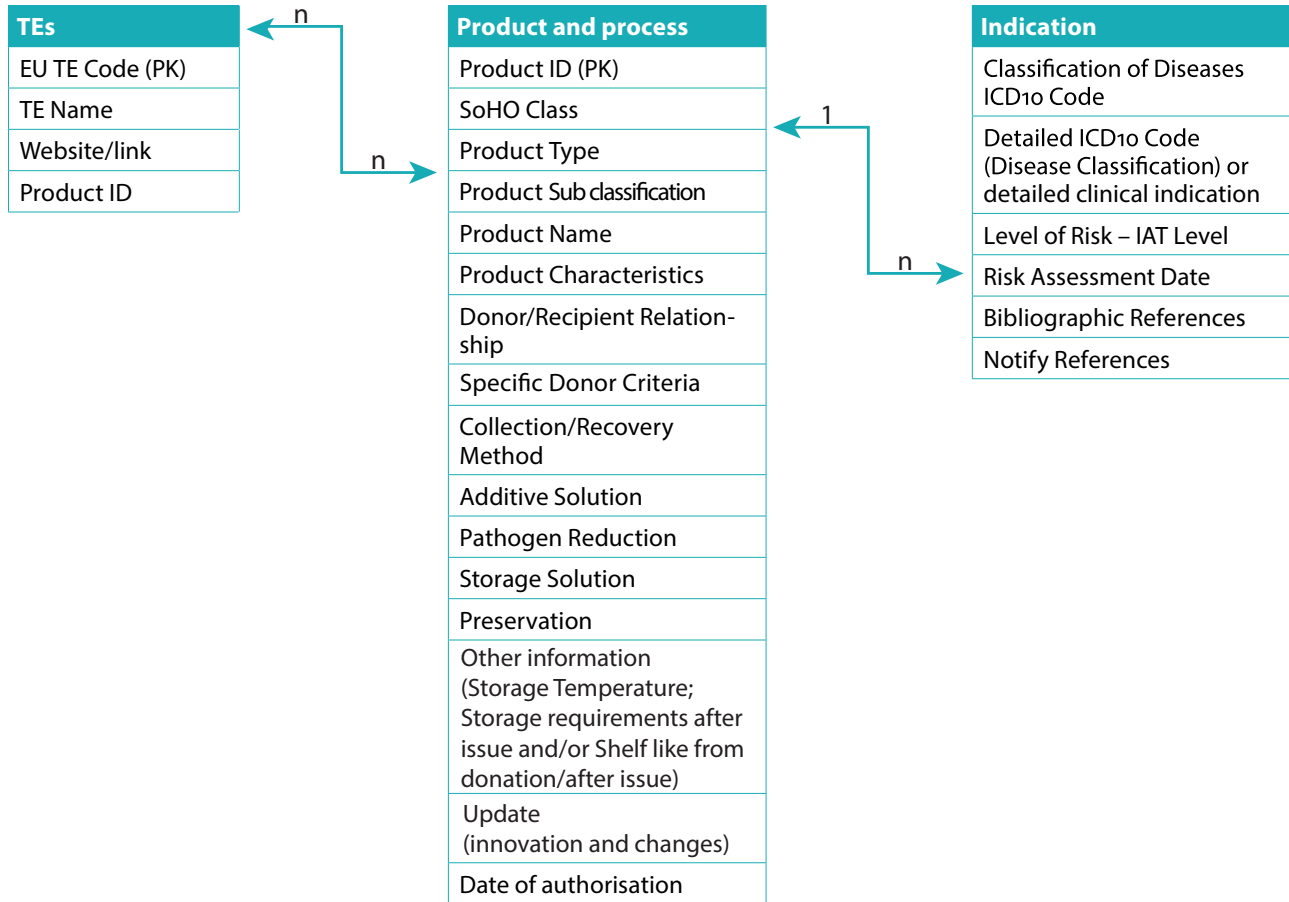 TEs
EU TE Code (PK)
TE Name
Website/link
Product ID
n
n
Product and process
Product ID (PK)
SoHO Class
Product Type
Product Sub classification
Product Name
Product Characteristics
Donor/Recipient Relation-
ship
Specific Donor Criteria
Collection/Recovery
Method
Additive Solution
Pathogen Reduction
Storage Solution
Preservation
Other information
(Storage Temperature;
Storage requirements after
issue and/or Shelf like from
donation/after issue)
Update
(innovation and changes)
Date of authorisation
1
n
Indication
Classification of Diseases
ICD10 Code
Detailed ICD10 Code
(Disease Classification) or
detailed clinical indication
Level of Risk – IAT Level
Risk Assessment Date
Bibliographic References
Notify References